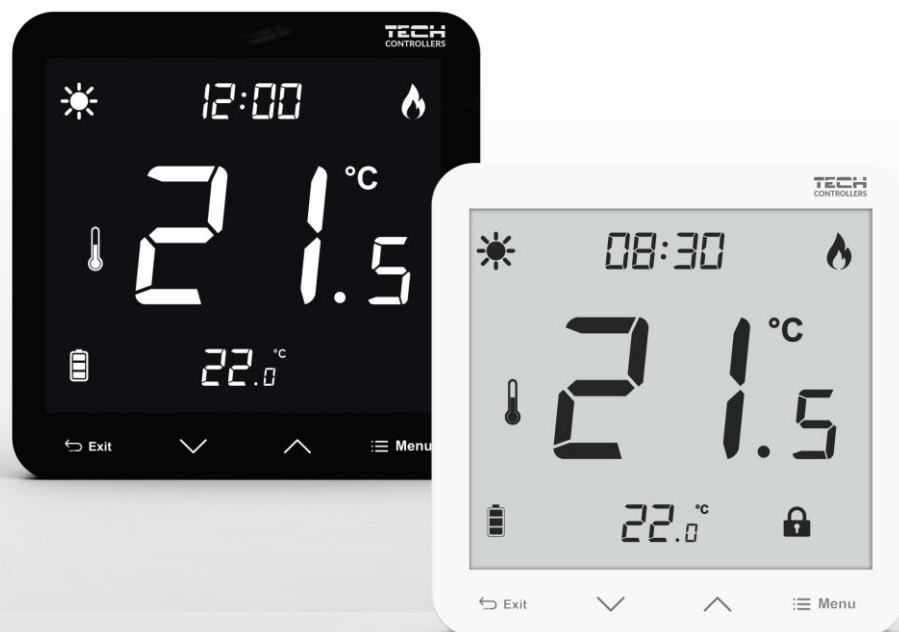 TECH
CONTROLLERS
12:00
21.5 °C
22.0 °C
Exit
Menu
TECH
CONTROLLERS
08:30
21.5 °C
22.0 °C
Exit
Menu